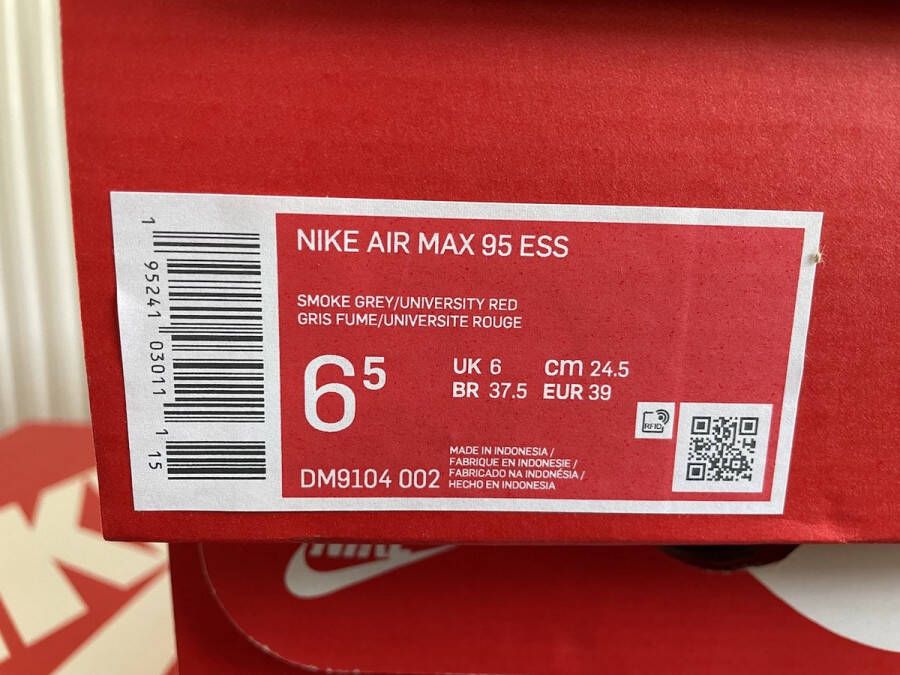 NIKE AIR MAX 95 ESS
SMOKE GREY/UNIVERSITY RED
GRIS FUME/UNIVERSITE ROUGE
6⁵
UK 6 cm 24.5
BR 37.5 EUR 39
RFID
DM9104 002
MADE IN INDONESIA /
FABRIQUE EN INDONESIE /
FABRICADO NA INDONÉSIA /
HECHO EN INDONESIA
1 95241 03011 1 15
NIKE